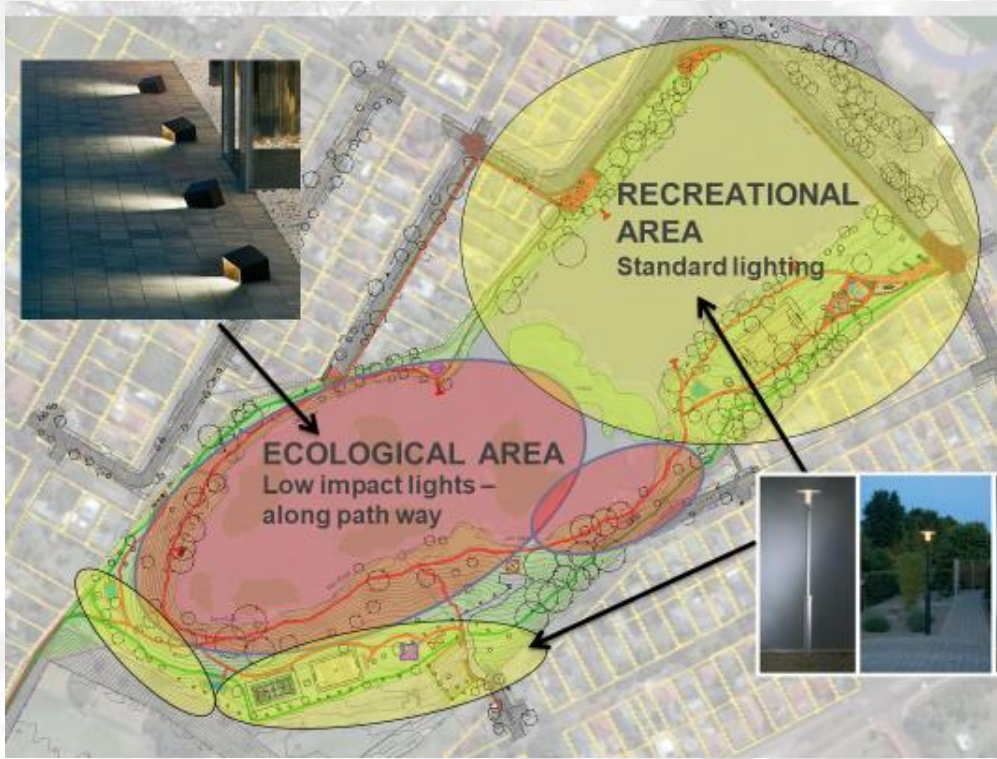 RECREATIONAL
AREA
Standard lighting
ECOLOGICAL AREA
Low impact lights –
along path way